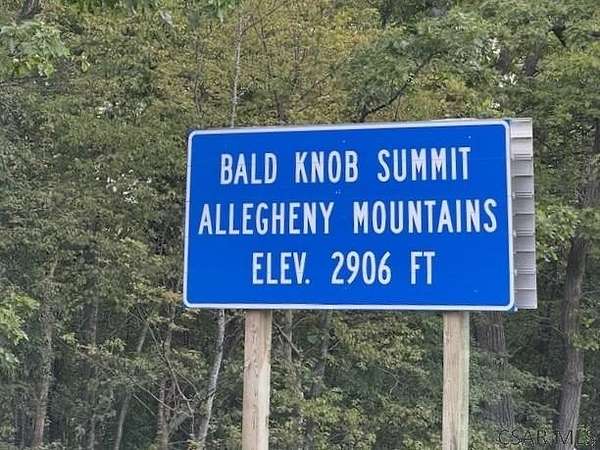 BALD KNOB SUMMIT
ALLEGHENY MOUNTAINS
ELEV. 2906 FT
CSAR MLS